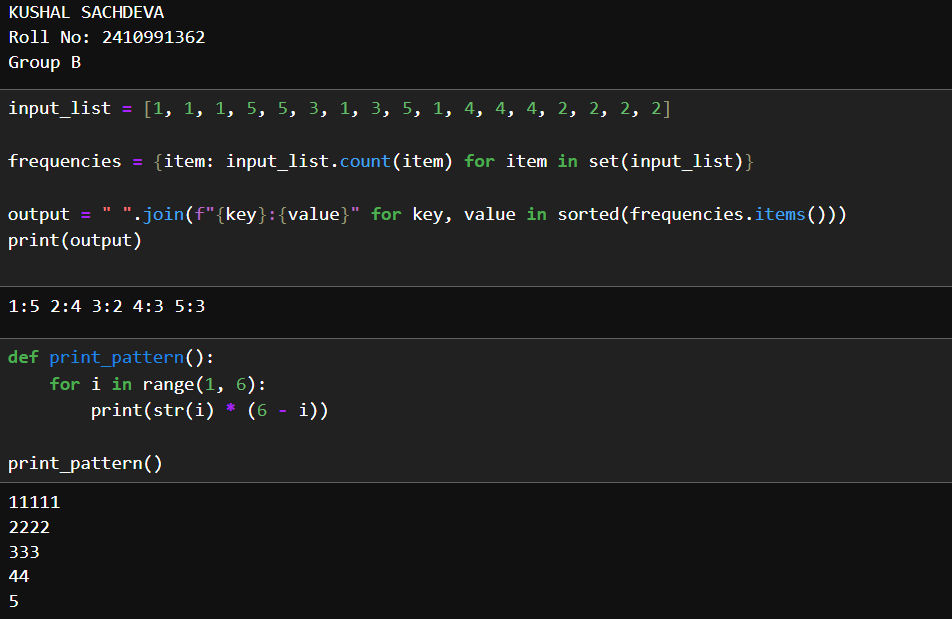 KUSHAL SACHDEVA
Roll No: 2410991362
Group B
input_list = [1, 1, 1, 5, 5, 3, 1, 3, 5, 1, 4, 4, 4, 2, 2, 2, 2]
frequencies = {item: input_list.count(item) for item in set(input_list)}
output = " ".join(f"{key}:{value}" for key, value in sorted(frequencies.items()))
print(output)
1:5 2:4 3:2 4:3 5:3
def print_pattern():
    for i in range(1, 6):
        print(str(i) * (6 - i))
print_pattern()
11111
2222
333
44
5